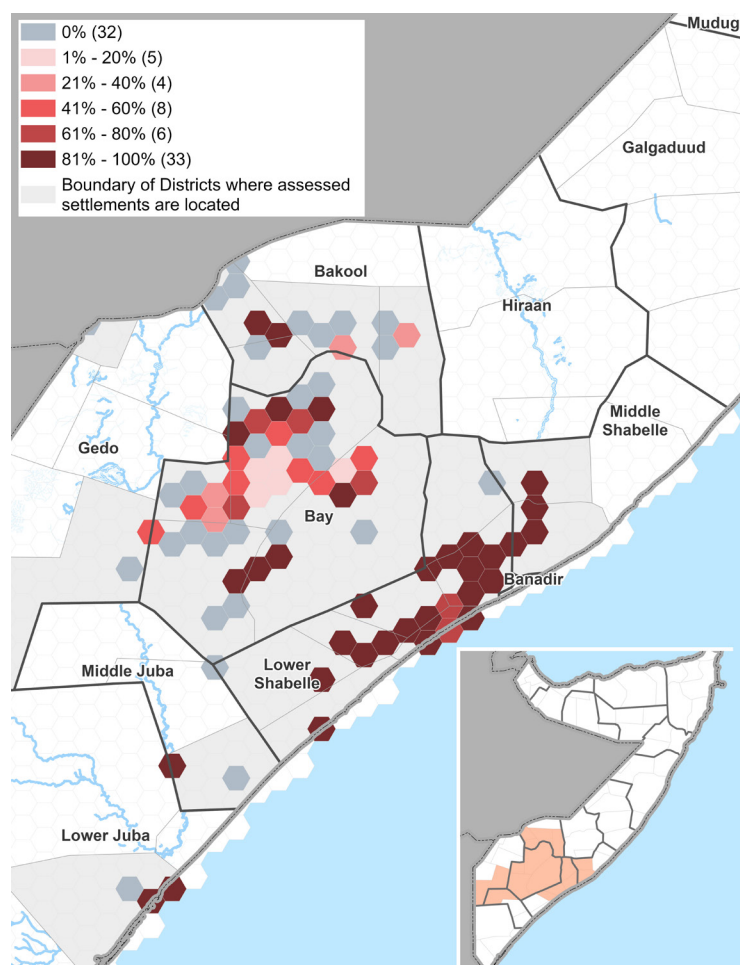 0% (32)
1% - 20% (5)
21% - 40% (4)
41% - 60% (8)
61% - 80% (6)
81% - 100% (33)
Boundary of Districts where assessed
settlements are located
Mudug
Galgaduud
Bakool
Hiraan
Middle
Shabelle
Gedo
Bay
Banadir
Middle Juba
Lower
Shabelle
Lower Juba